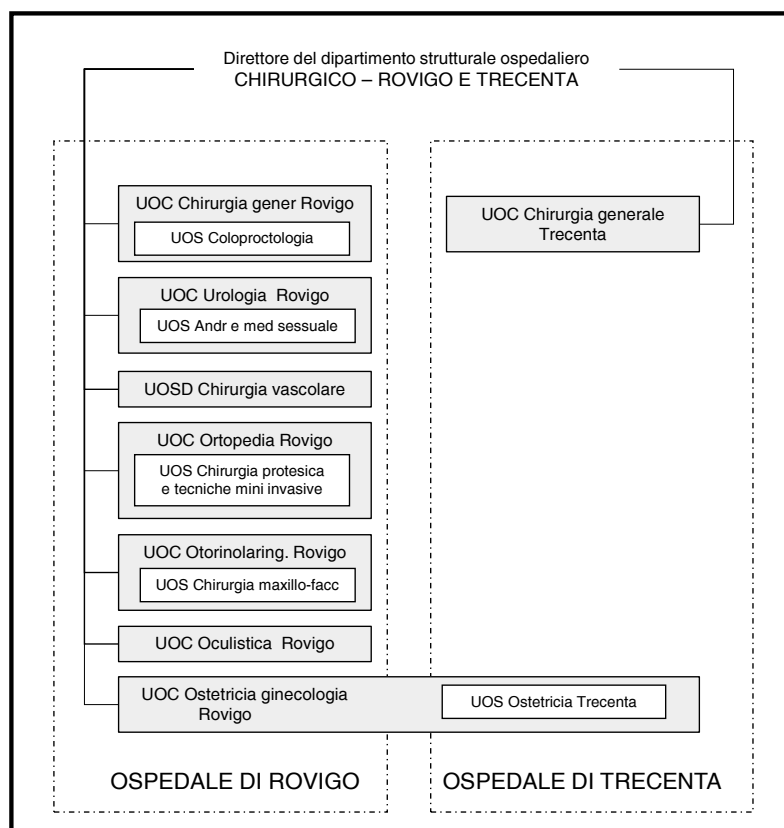 Direttore del dipartimento strutturale ospedaliero
CHIRURGICO – ROVIGO E TRECENTA
UOC Chirurgia gener Rovigo
UOS Coloproctologia
UOC Urologia Rovigo
UOS Andr e med sessuale
UOSD Chirurgia vascolare
UOC Ortopedia Rovigo
UOS Chirurgia protesica
e tecniche mini invasive
UOC Otorinolaring. Rovigo
UOS Chirurgia maxillo-facc
UOC Oculistica Rovigo
UOC Ostetricia ginecologia
Rovigo
UOS Ostetricia Trecenta
OSPEDALE DI ROVIGO
UOC Chirurgia generale
Trecenta
OSPEDALE DI TRECENTA